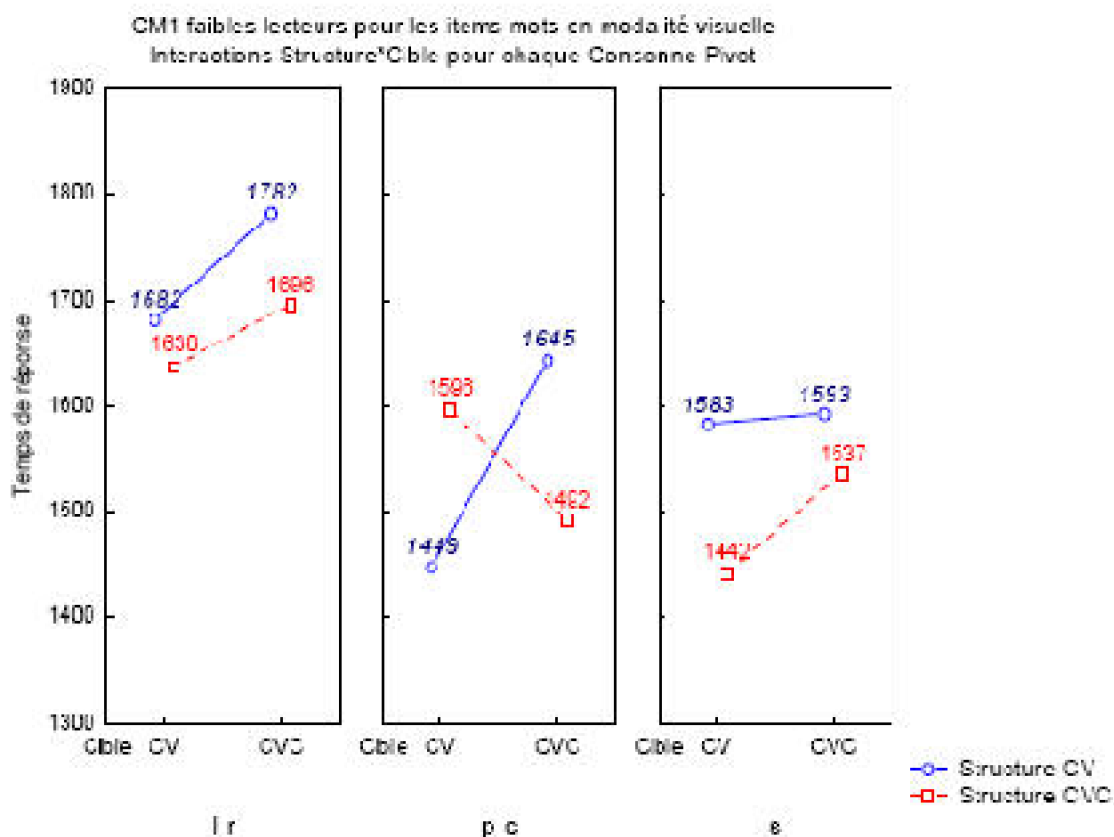 CM1 faibles lecteurs pour les items mots en modalité visuelle
Interactions Structure*Cible pour chaque Consonne Pivot
Temps de réponse
1900
1800
1700
1600
1500
1400
1300
1682
1782
1696
1449
1645
1596
1492
1583
1593
1442
1537
Cible CV CVC
Cible CV CVC
Cible CV CVC
l r
p c
s
Structure CV
Structure CVC